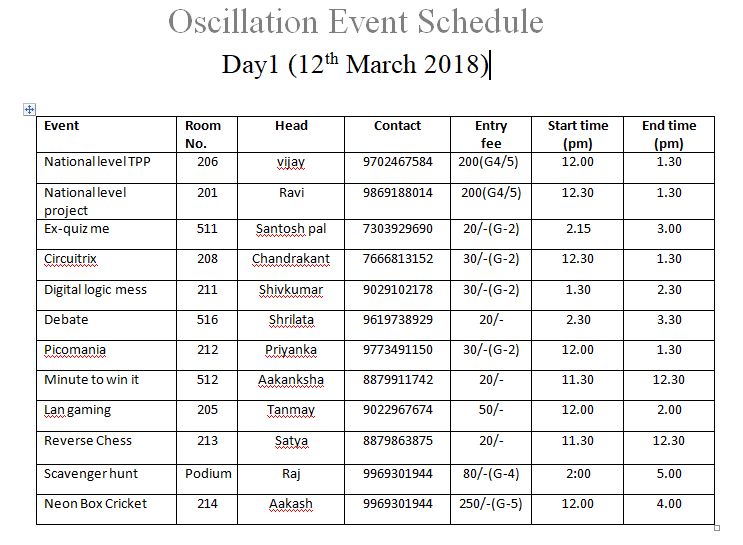 Oscillation Event Schedule
Day1 (12th March 2018)
Event Room No. Head Contact Entry fee Start time (pm) End time (pm)
National level TPP 206 vijay 9702467584 200(G4/5) 12.00 1.30
National level project 201 Ravi 9869188014 200(G4/5) 12.30 1.30
Ex-quiz me 511 Santosh pal 7303929690 20/-(G-2) 2.15 3.00
Circuitrix 208 Chandrakant 7666813152 30/-(G-2) 12.30 1.30
Digital logic mess 211 Shivkumar 9029102178 30/-(G-2) 1.30 2.30
Debate 516 Shrilata 9619738929 20/- 2.30 3.30
Picomania 212 Priyanka 9773491150 30/-(G-2) 12.00 1.30
Minute to win it 512 Aakanksha 8879911742 20/- 11.30 12.30
Lan gaming 205 Tanmay 9022967674 50/- 12.00 2.00
Reverse Chess 213 Satya 8879863875 20/- 11.30 12.30
Scavenger hunt Podium Raj 9969301944 80/-(G-4) 2:00 5.00
Neon Box Cricket 214 Aakash 9969301944 250/-(G-5) 12.00 4.00